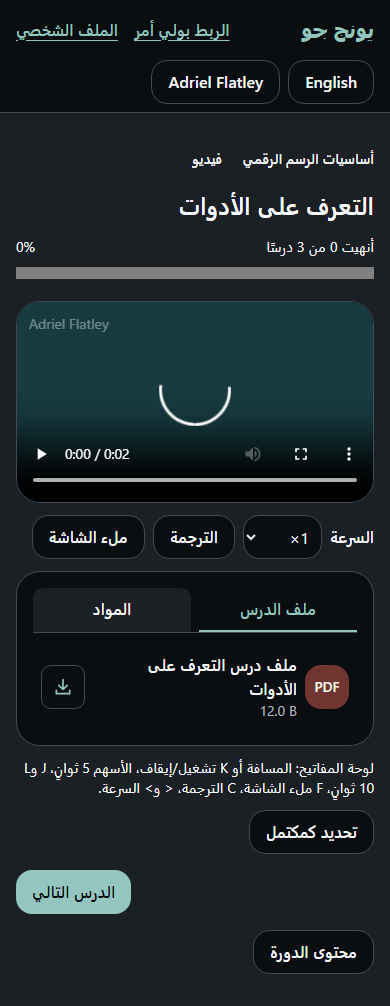 يونج جو
الربط بولي أمر
الملف الشخصي
English
Adriel Flatley
أساسيات الرسم الرقمي
فيديو
التعرف على الأدوات
أنهيت 0 من 3 درسًا
0%
Adriel Flatley
0:00 / 0:02
السرعة
1×
الترجمة
ملء الشاشة
ملف الدرس
المواد
PDF
ملف درس التعرف على
الأدوات
12.0 B
لوحة المفاتيح: المسافة أو K تشغيل/إيقاف، الأسهم 5 ثوانٍ، J وL
10 ثوانٍ، F ملء الشاشة، C الترجمة، < و> السرعة.
تحديد كمكتمل
الدرس التالي
محتوى الدورة